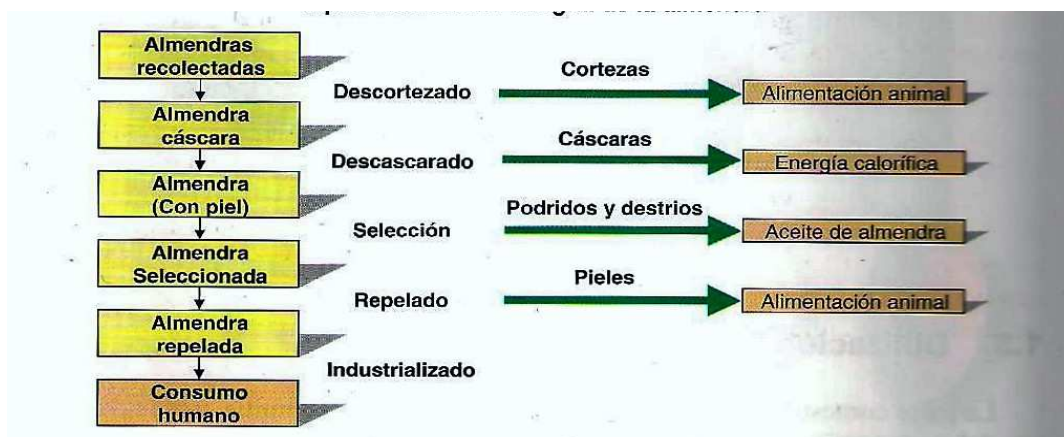 Almendras
recolectadas
Descortezado
Cortezas
Alimentación animal
Almendra
cáscara
Descascarado
Cáscaras
Energía calorífica
Almendra
(Con piel)
Selección
Podridos y destrios
Aceite de almendra
Almendra
Seleccionada
Repelado
Pieles
Alimentación animal
Almendra
repelada
Industrializado
Consumo
humano